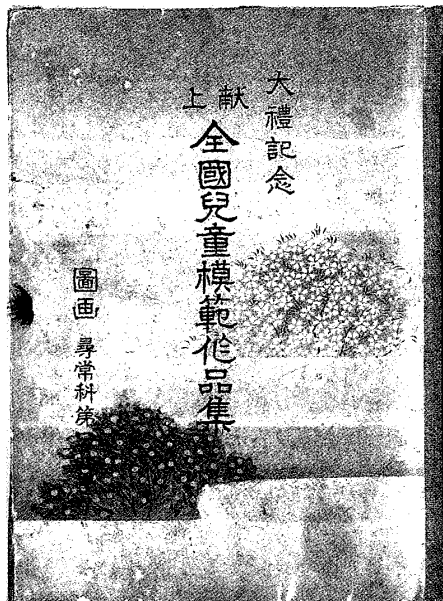 大禮記念
献上
全國兒童模範作品集
圖画
尋常科第